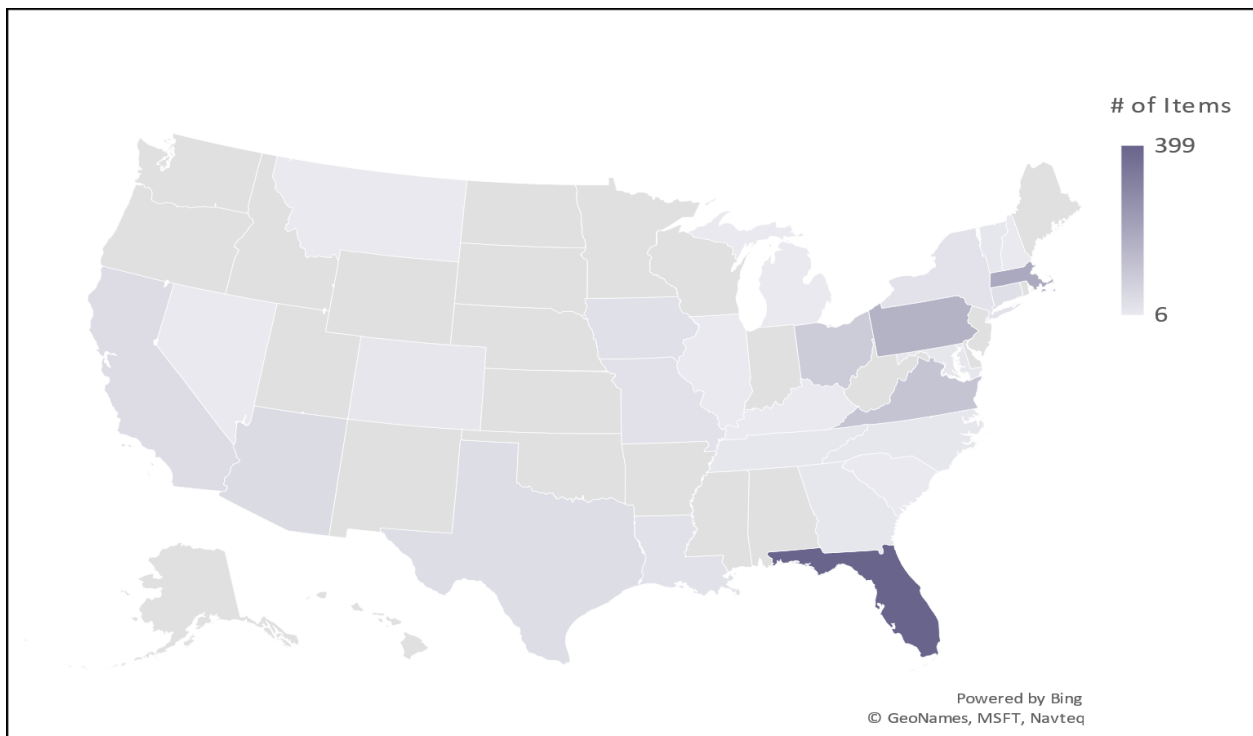 # of Items
399
6
Powered by Bing
© GeoNames, MSFT, Navteq